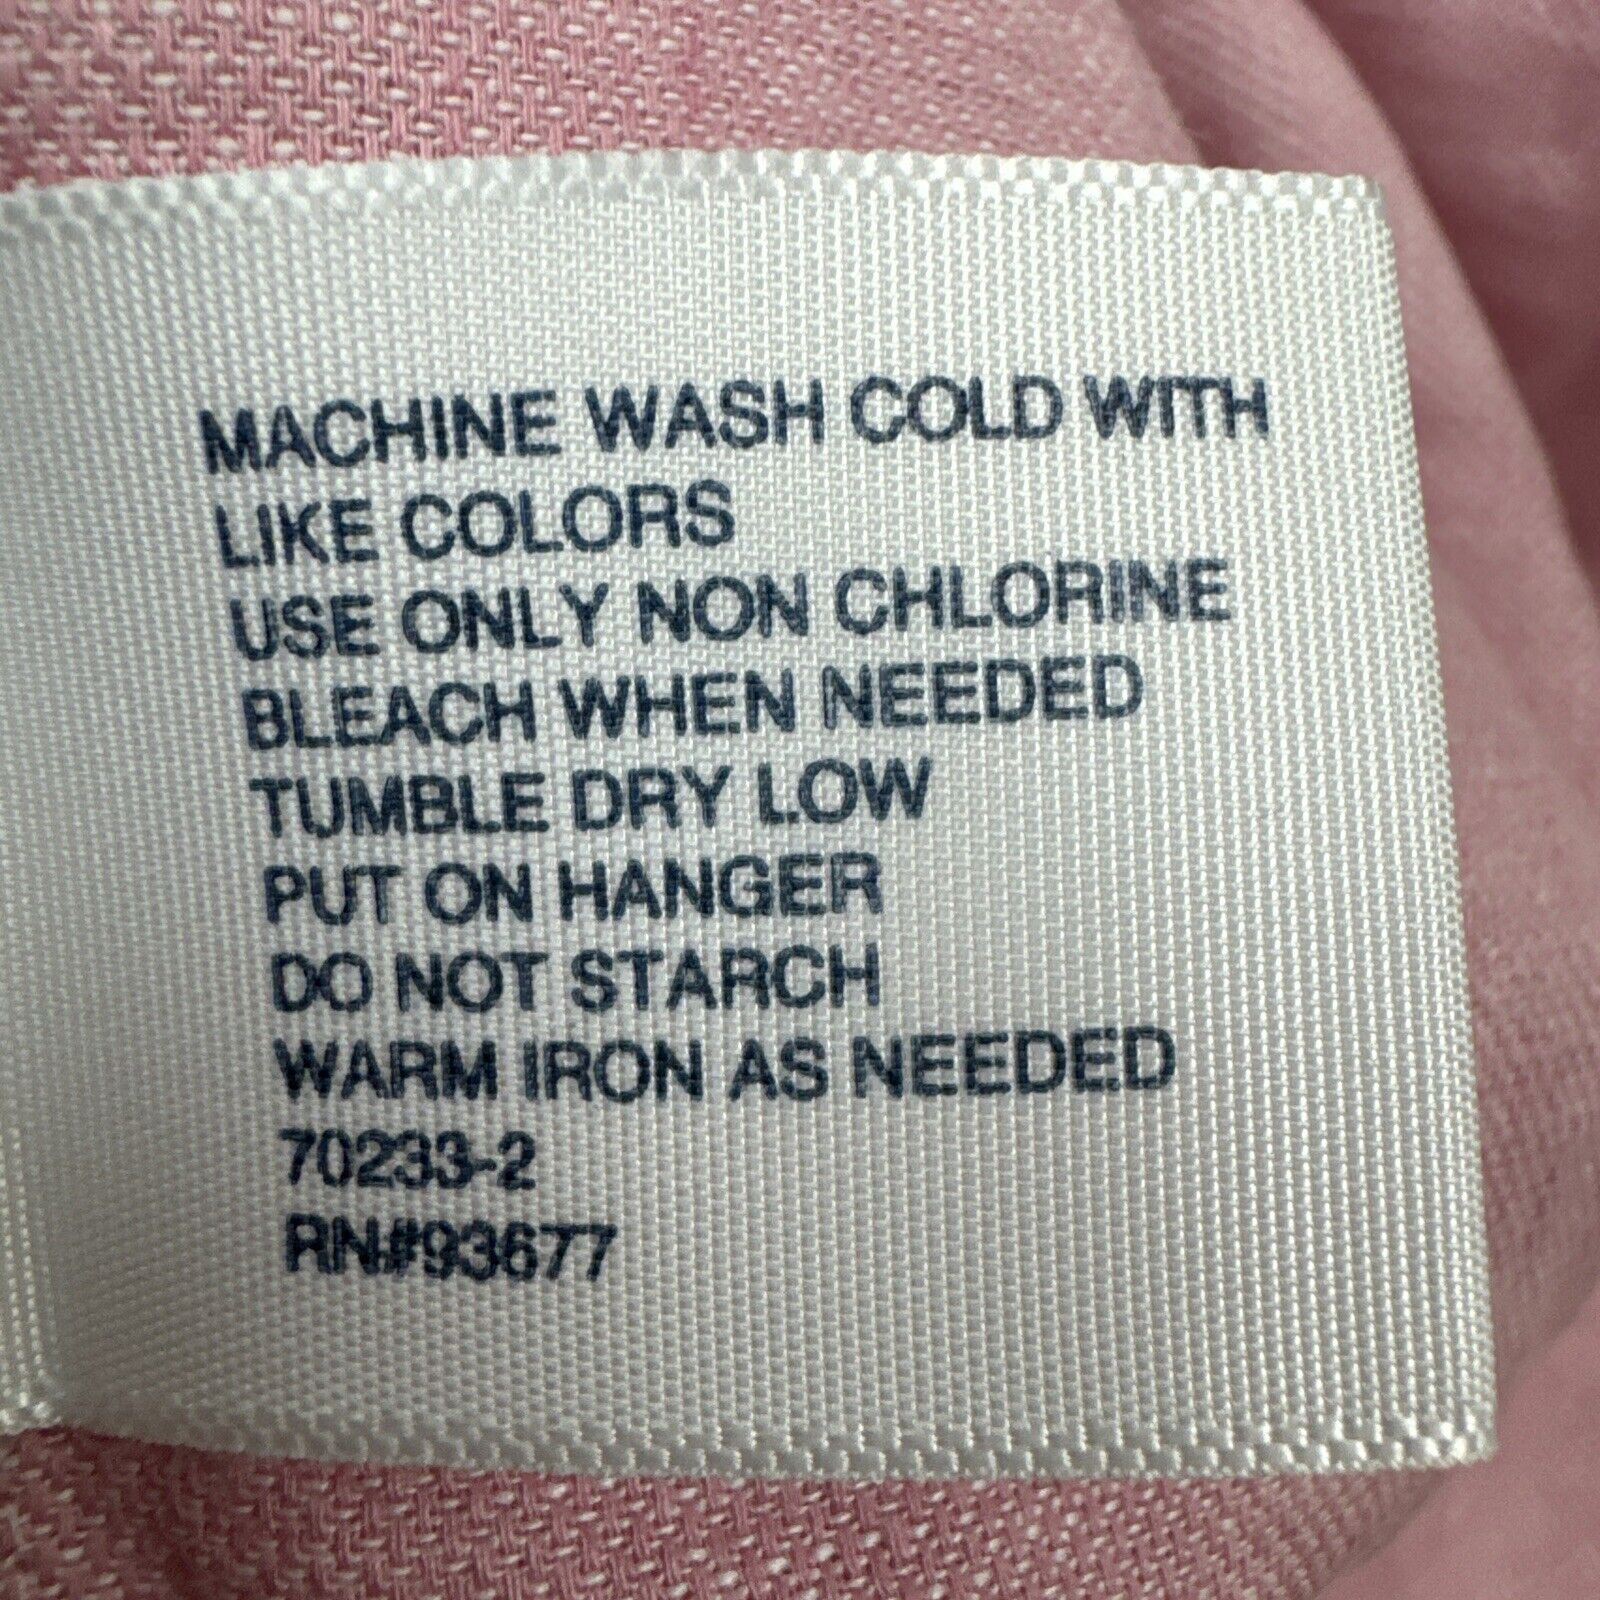 MACHINE WASH COLD WITH
LIKE COLORS
USE ONLY NON CHLORINE
BLEACH WHEN NEEDED
TUMBLE DRY LOW
PUT ON HANGER
DO NOT STARCH
WARM IRON AS NEEDED
70233-2
RN#93677